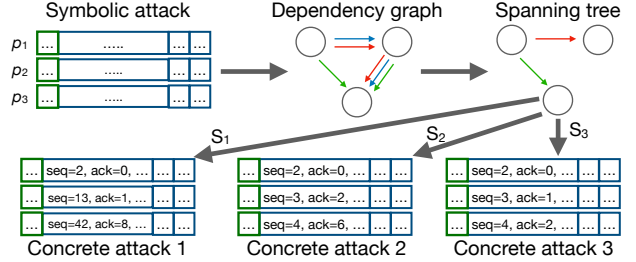 Symbolic attack Dependency graph Spanning tree
p1 ... ..... ... ...
p2 ... ..... ... ...
p3 ... ..... ... ...
S1 S2 S3
... seq=2, ack=0, ... ... ... ... seq=2, ack=0, ... ... ... ... seq=2, ack=0, ... ... ...
... seq=13, ack=1, ... ... ... ... seq=3, ack=2, ... ... ... ... seq=3, ack=1, ... ... ...
... seq=42, ack=8, ... ... ... ... seq=4, ack=6, ... ... ... ... seq=4, ack=2, ... ... ...
Concrete attack 1 Concrete attack 2 Concrete attack 3